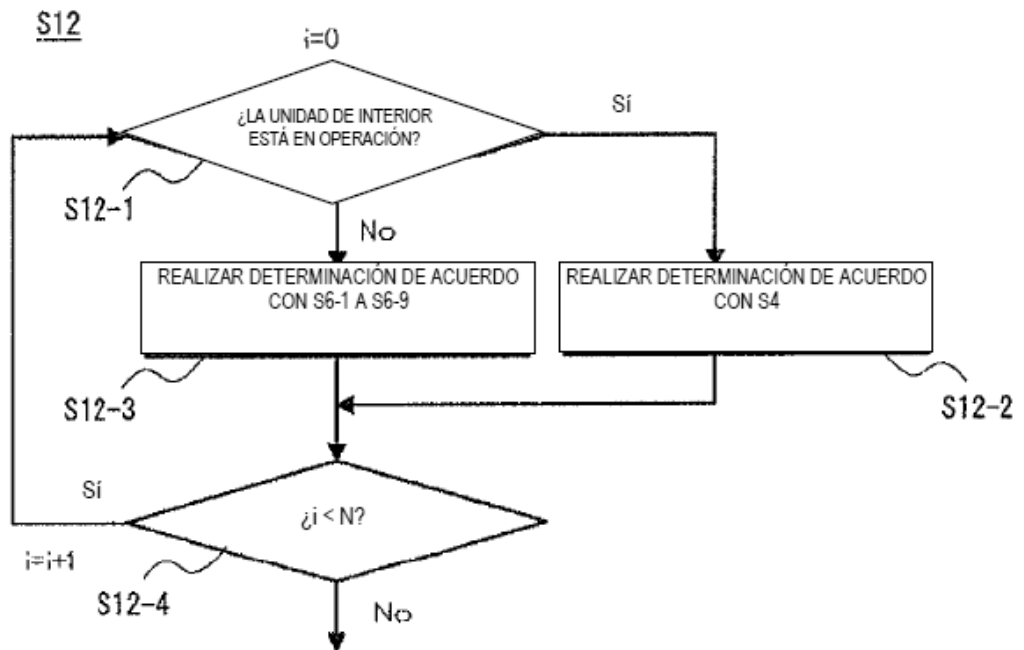 S12
i=0
¿LA UNIDAD DE INTERIOR
ESTÁ EN OPERACIÓN?
Sí
S12-1
No
REALIZAR DETERMINACIÓN DE ACUERDO
CON S6-1 A S6-9
REALIZAR DETERMINACIÓN DE ACUERDO
CON S4
S12-3
S12-2
Sí
¿i < N?
i=i+1
S12-4
No